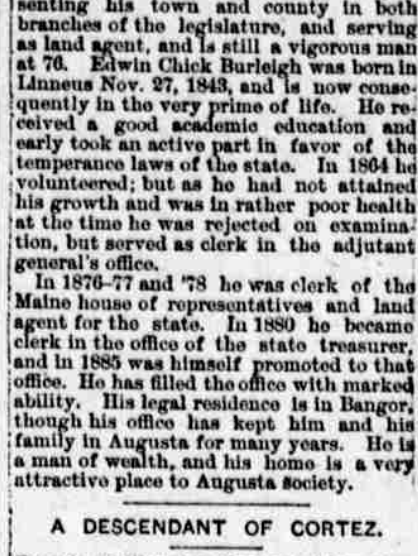 senting his town and county in both
branches of the legislature, and serving
as land agent, and is still a vigorous man
at 76. Edwin Chick Burleigh was born in
Linneus Nov. 27, 1843, and is now conse-
quently in the very prime of life. He re-
ceived a good academic education and
early took an active part in favor of the
temperance laws of the state. In 1864 he
volunteered; but as he had not attained
his growth and was in rather poor health
at the time he was rejected on examina-
tion, but served as clerk in the adjutant
general's office.
In 1876-77 and '78 he was clerk of the
Maine house of representatives and land
agent for the state. In 1880 he became
clerk in the office of the state treasurer,
and in 1885 was himself promoted to that
office. He has filled the office with marked
ability. His legal residence is in Bangor,
though his office has kept him and his
family in Augusta for many years. He is
a man of wealth, and his home is a very
attractive place to Augusta society.
A DESCENDANT OF CORTEZ.